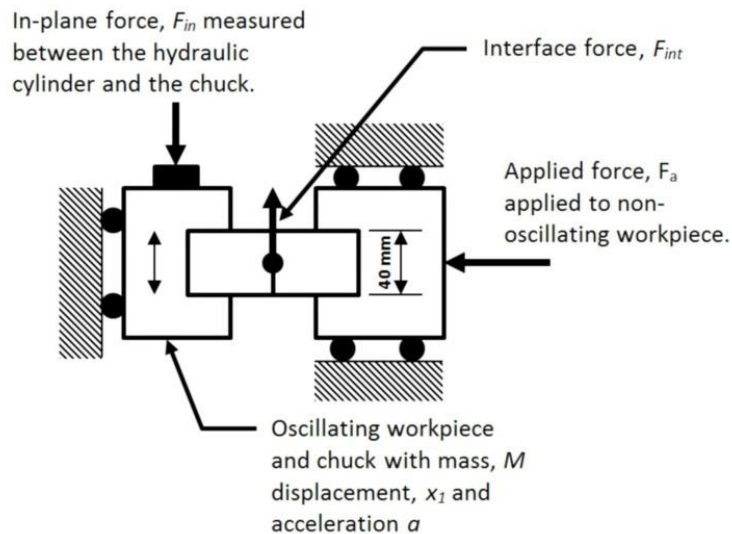 In-plane force, Fin measured
between the hydraulic
cylinder and the chuck.
Interface force, Fint
Applied force, Fa
applied to non-
oscillating workpiece.
40 mm
Oscillating workpiece
and chuck with mass, M
displacement, x1 and
acceleration a